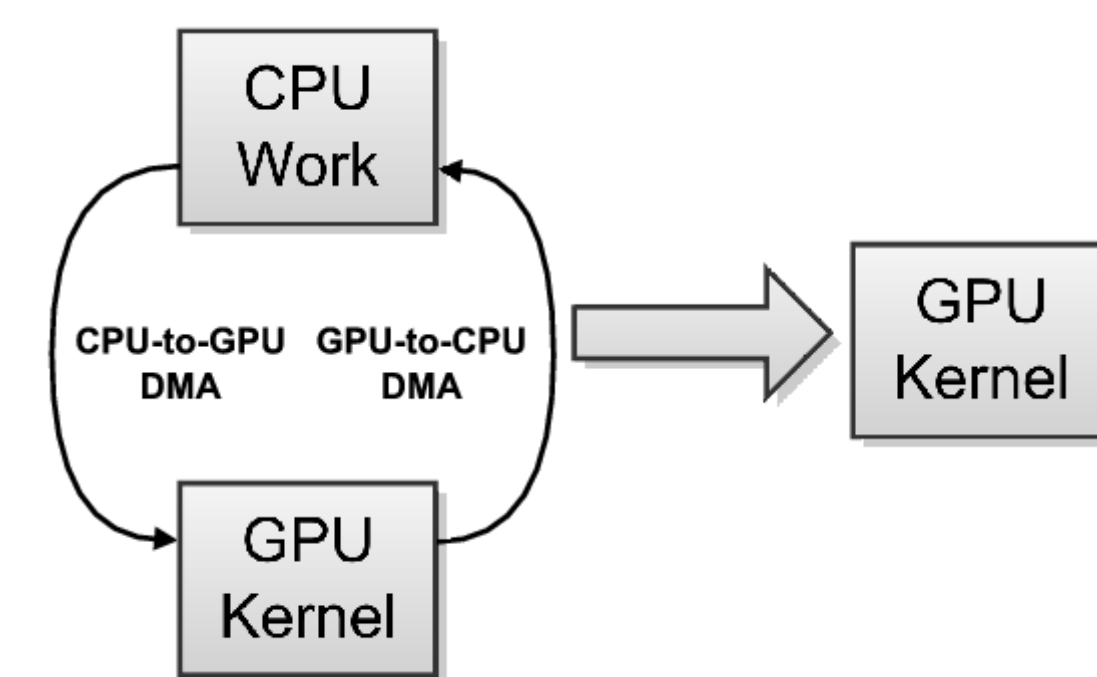 CPU
Work
CPU-to-GPU
DMA
GPU-to-CPU
DMA
GPU
Kernel
GPU
Kernel